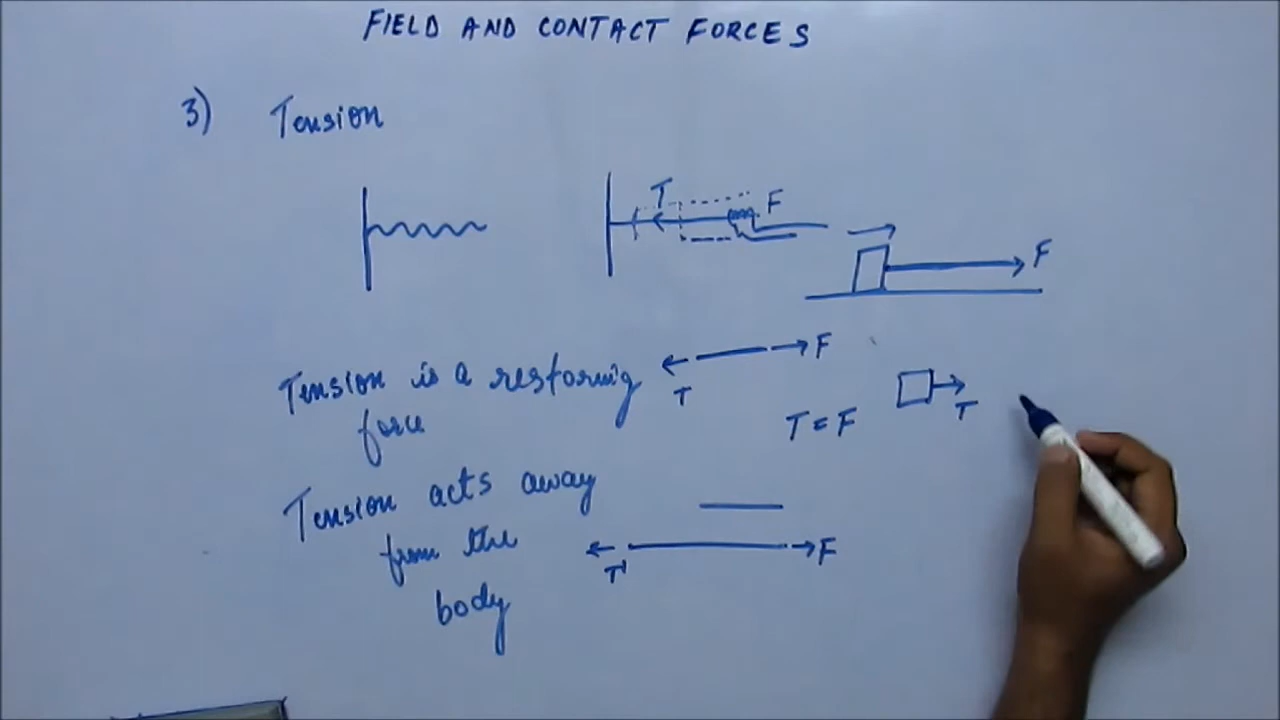 FIELD AND CONTACT FORCES
3) Tension
T
F
F
Tension is a restoring
force
T
F
T = F
T
Tension acts away
from the
body
T'
F